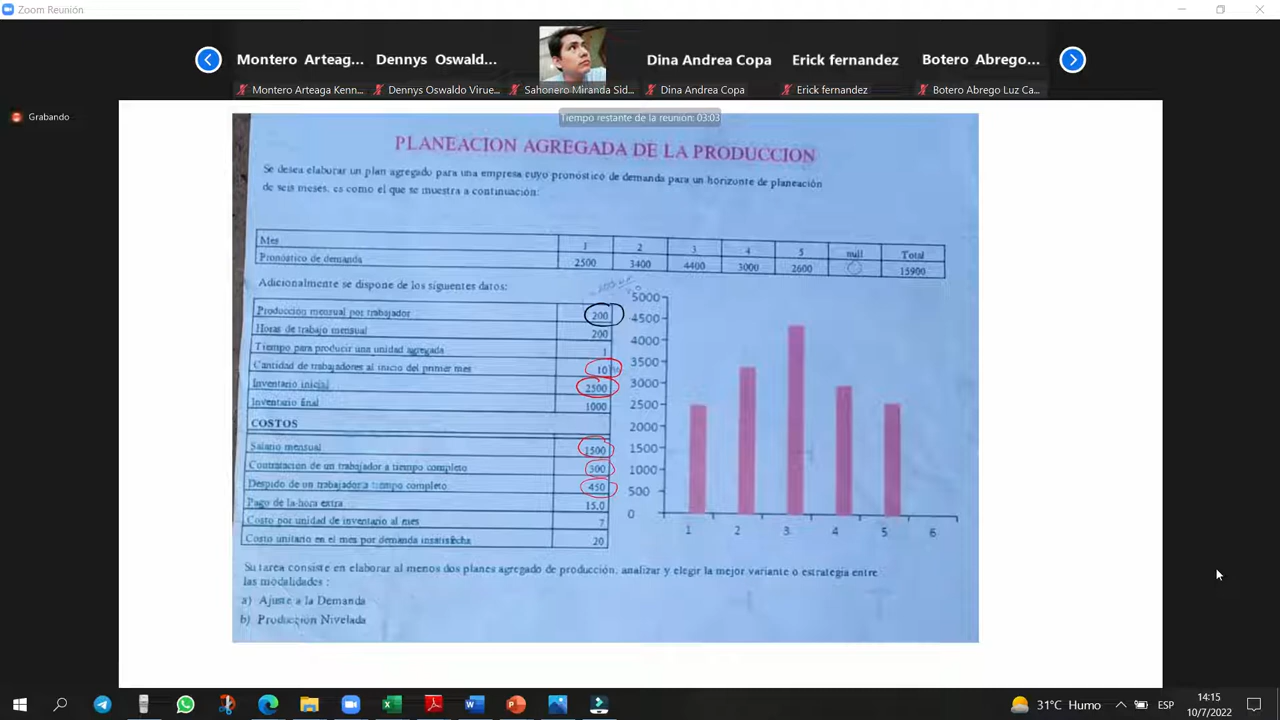 Zoom Reunión
Montero Arteag...
Dennys Oswald...
Dina Andrea Copa
Erick fernandez
Botero Abrego...
Montero Arteaga Kenn...
Dennys Oswaldo Virue...
Sahonero Miranda Sid...
Dina Andrea Copa
Erick fernandez
Botero Abrego Luz Ca...
Grabando
Tiempo restante de la reunión: 03:03
PLANEACION AGREGADA DE LA PRODUCCION
Se desea elaborar un plan agregado para una empresa cuyo pronóstico de demanda para un horizonte de planeación
de seis meses, es como el que se muestra a continuación:
Mes 1 2 3 4 5 null Total
Pronóstico de demanda 2500 3400 4400 3000 2600 0 15900
Adicionalmente se dispone de los siguientes datos:
Produccion mensual por trabajador 200
Horas de trabajo mensual 200
Tiempo para producir una unidad agregada 1
Cantidad de trabajadores al inicio del primer mes 10
Inventario inicial 2500
Inventario final 1000
COSTOS
Salario mensual 1500
Contratación de un trabajador a tiempo completo 300
Despido de un trabajador a tiempo completo 450
Pago de la hora extra 15.0
Costo por unidad de inventario al mes 7
Costo unitario en el mes por demanda insatisfecha 20
5000
4500
4000
3500
3000
2500
2000
1500
1000
500
0
1 2 3 4 5 6
Su tarea consiste en elaborar al menos dos planes agregado de producción, analizar y elegir la mejor variante o estrategia entre
las modalidades :
a) Ajuste a la Demanda
b) Producción Nivelada
31°C Humo
ESP
14:15
10/7/2022